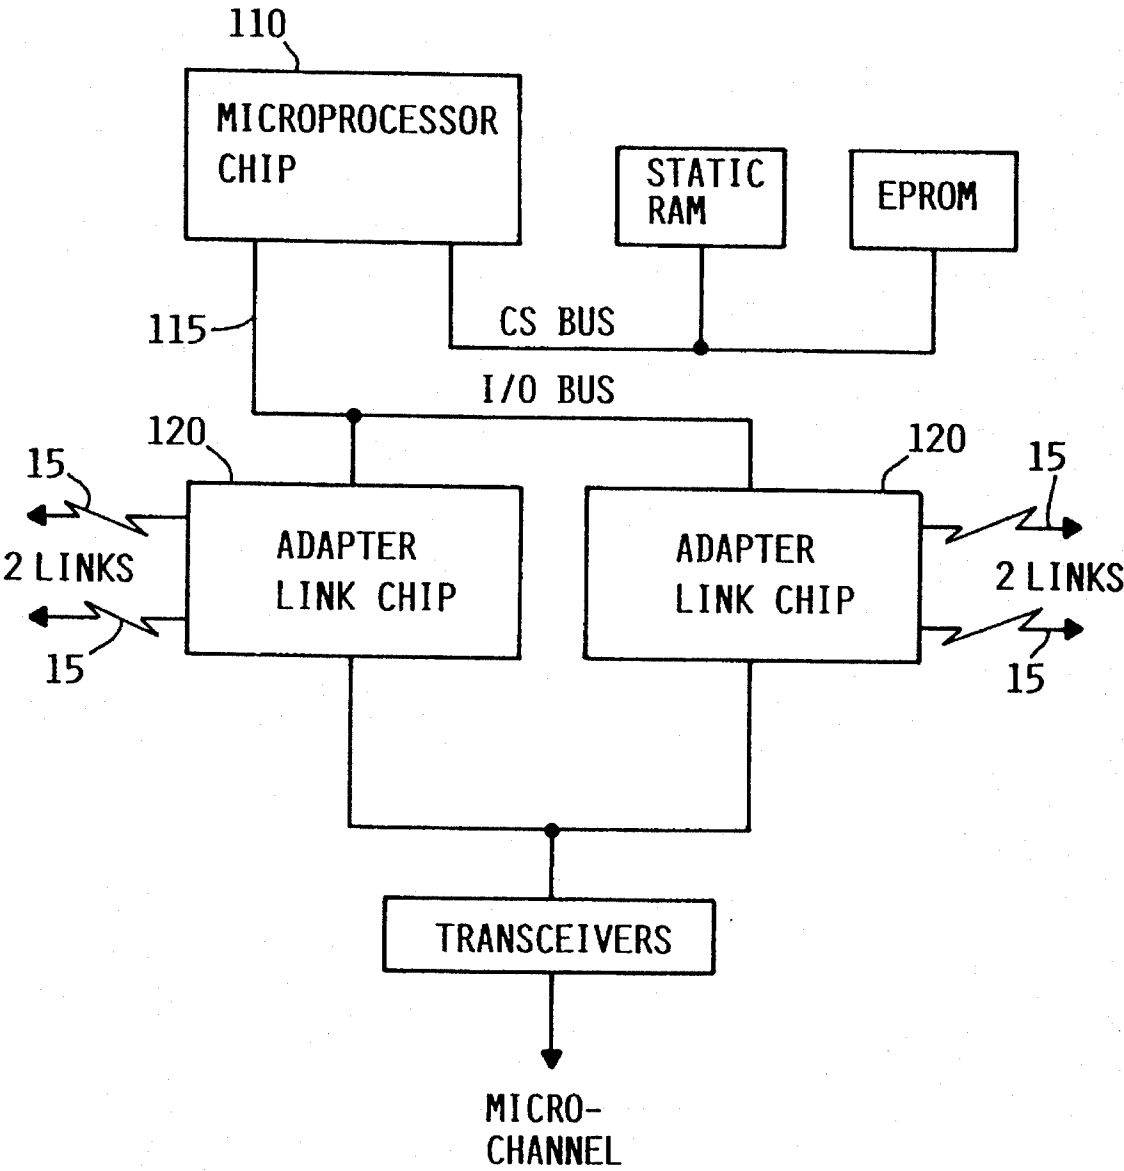 110
MICROPROCESSOR
CHIP
STATIC
RAM
EPROM
115
CS BUS
I/O BUS
120
120
15
15
ADAPTER
LINK CHIP
ADAPTER
LINK CHIP
2 LINKS
2 LINKS
15
15
TRANSCEIVERS
MICRO-
CHANNEL